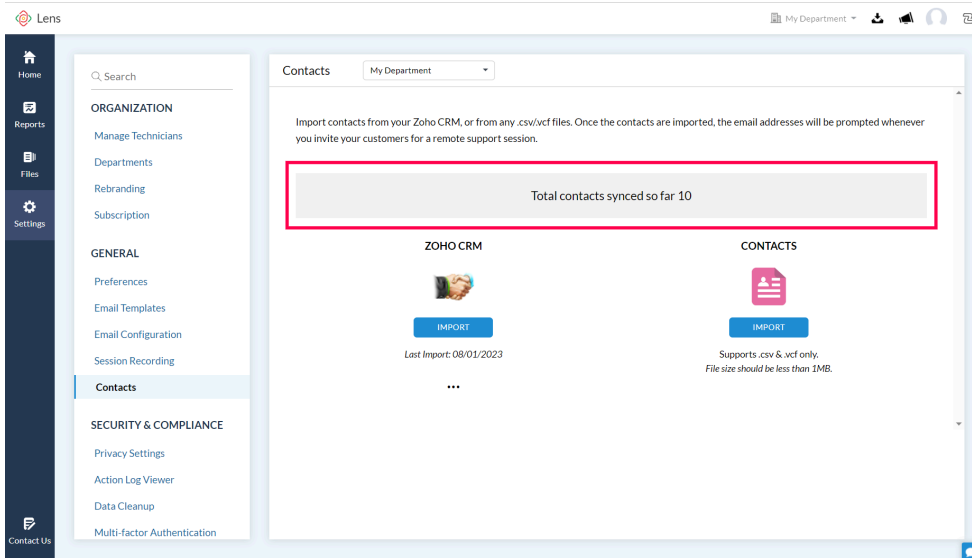 Lens
My Department
Home
Reports
Files
Settings
Contact Us
Search
ORGANIZATION
Manage Technicians
Departments
Rebranding
Subscription
GENERAL
Preferences
Email Templates
Email Configuration
Session Recording
Contacts
SECURITY & COMPLIANCE
Privacy Settings
Action Log Viewer
Data Cleanup
Multi-factor Authentication
Contacts
My Department
Import contacts from your Zoho CRM, or from any .csv/.vcf files. Once the contacts are imported, the email addresses will be prompted whenever
you invite your customers for a remote support session.
Total contacts synced so far 10
ZOHO CRM
IMPORT
Last Import: 08/01/2023
...
CONTACTS
IMPORT
Supports .csv & .vcf only.
File size should be less than 1MB.